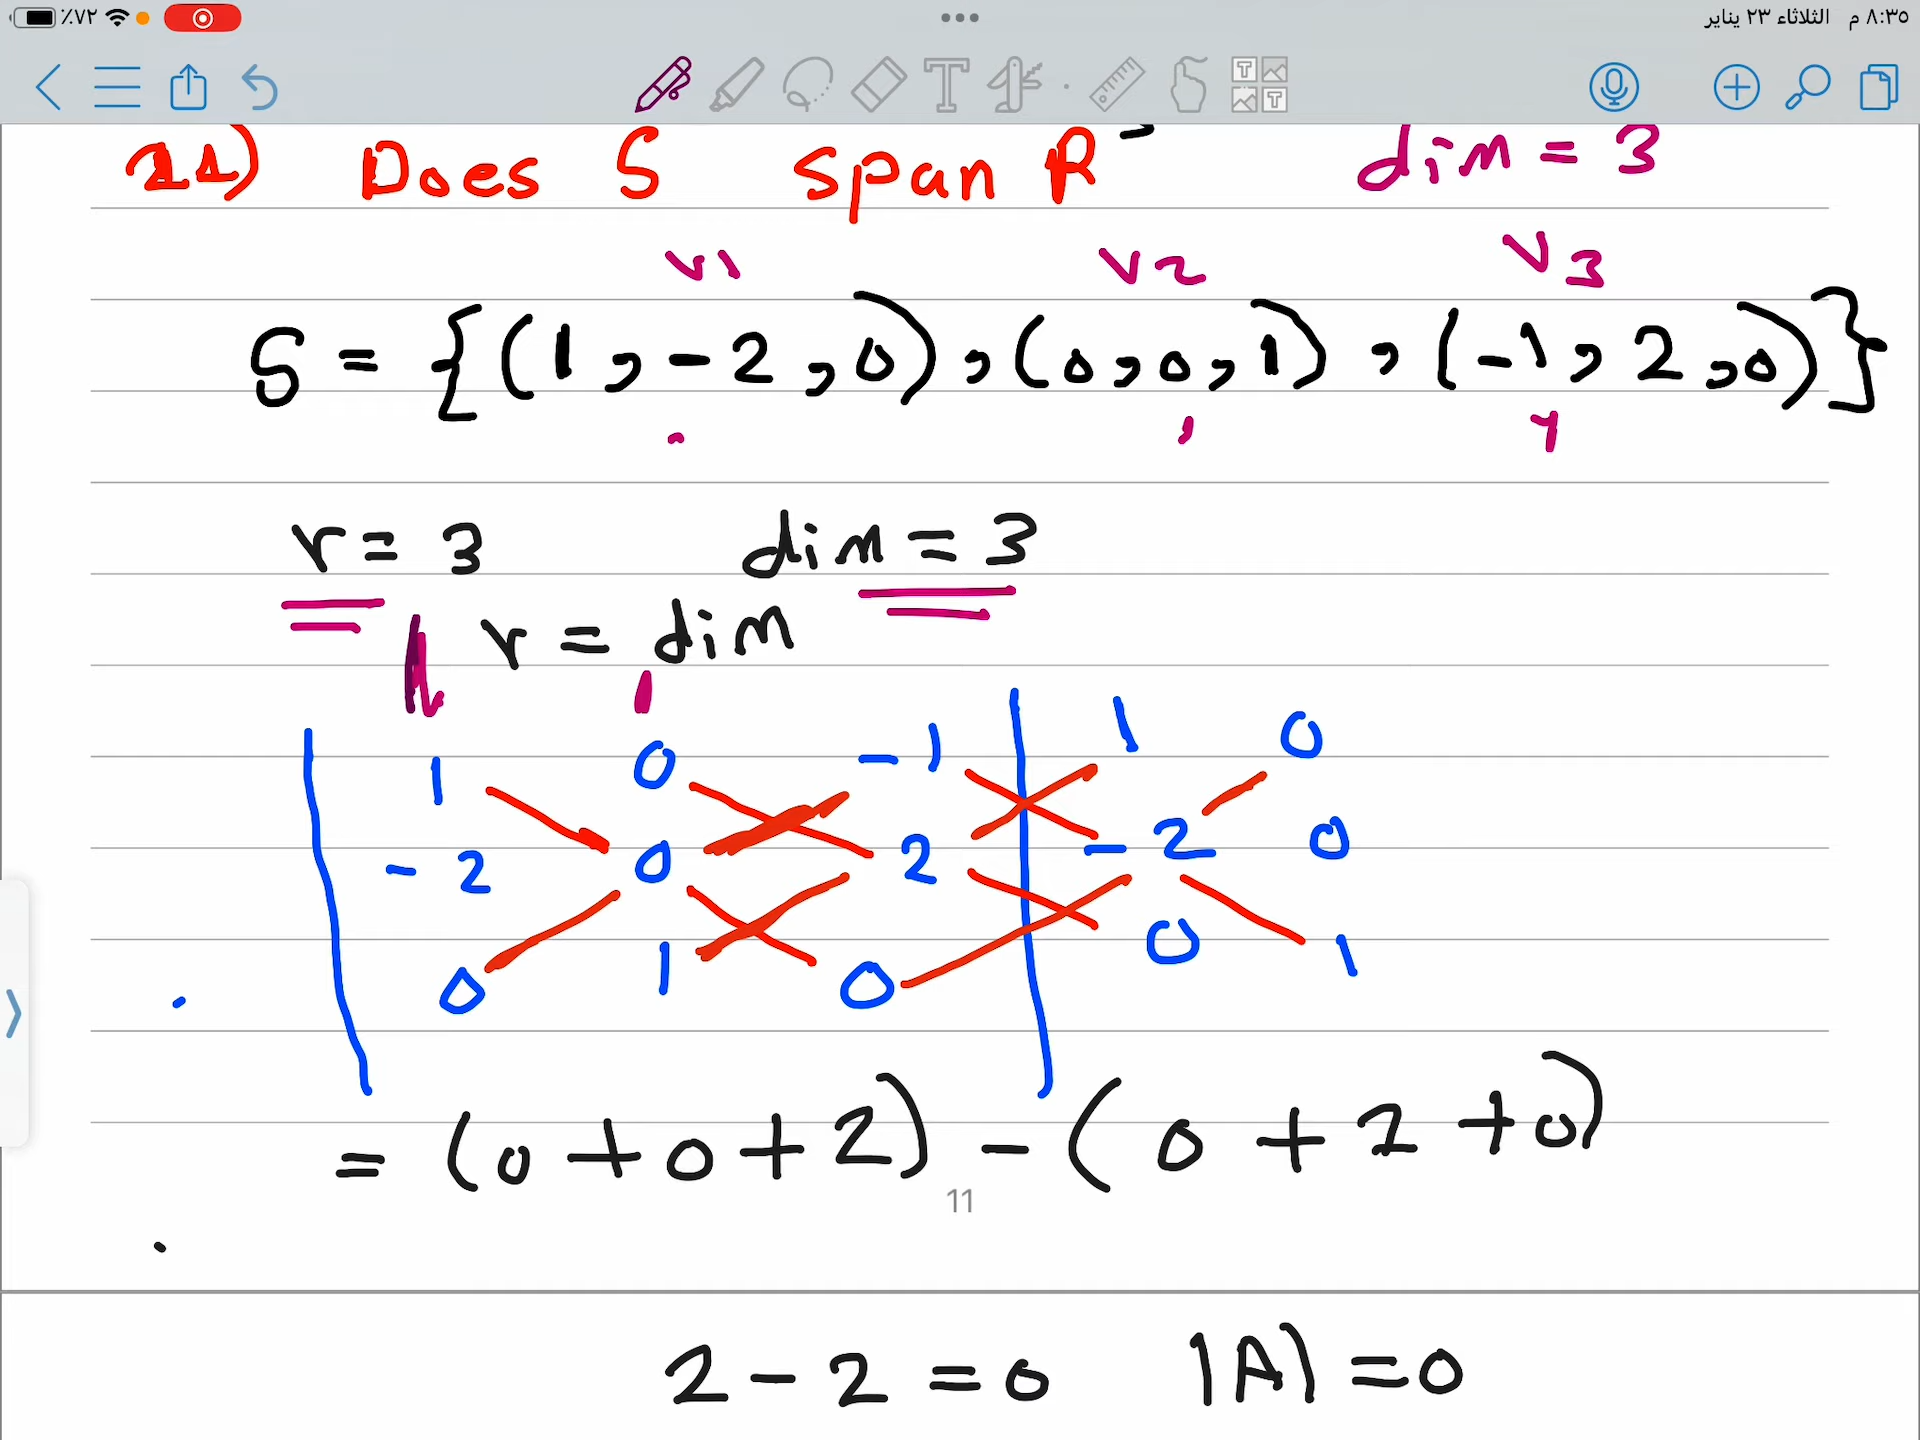 ٨:٣٥ م الثلاثاء ٢٣ يناير
٪٧٢
11) Does S span R dim = 3
v1 v2 v3
S = {(1, -2, 0), (0, 0, 1), (-1, 2, 0)}
r = 3 dim = 3
r = dim
1 0 -1 1 0
-2 0 2 -2 0
0 1 0 0 1
= (0 + 0 + 2) - (0 + 2 + 0)
11
2 - 2 = 0 |A| = 0